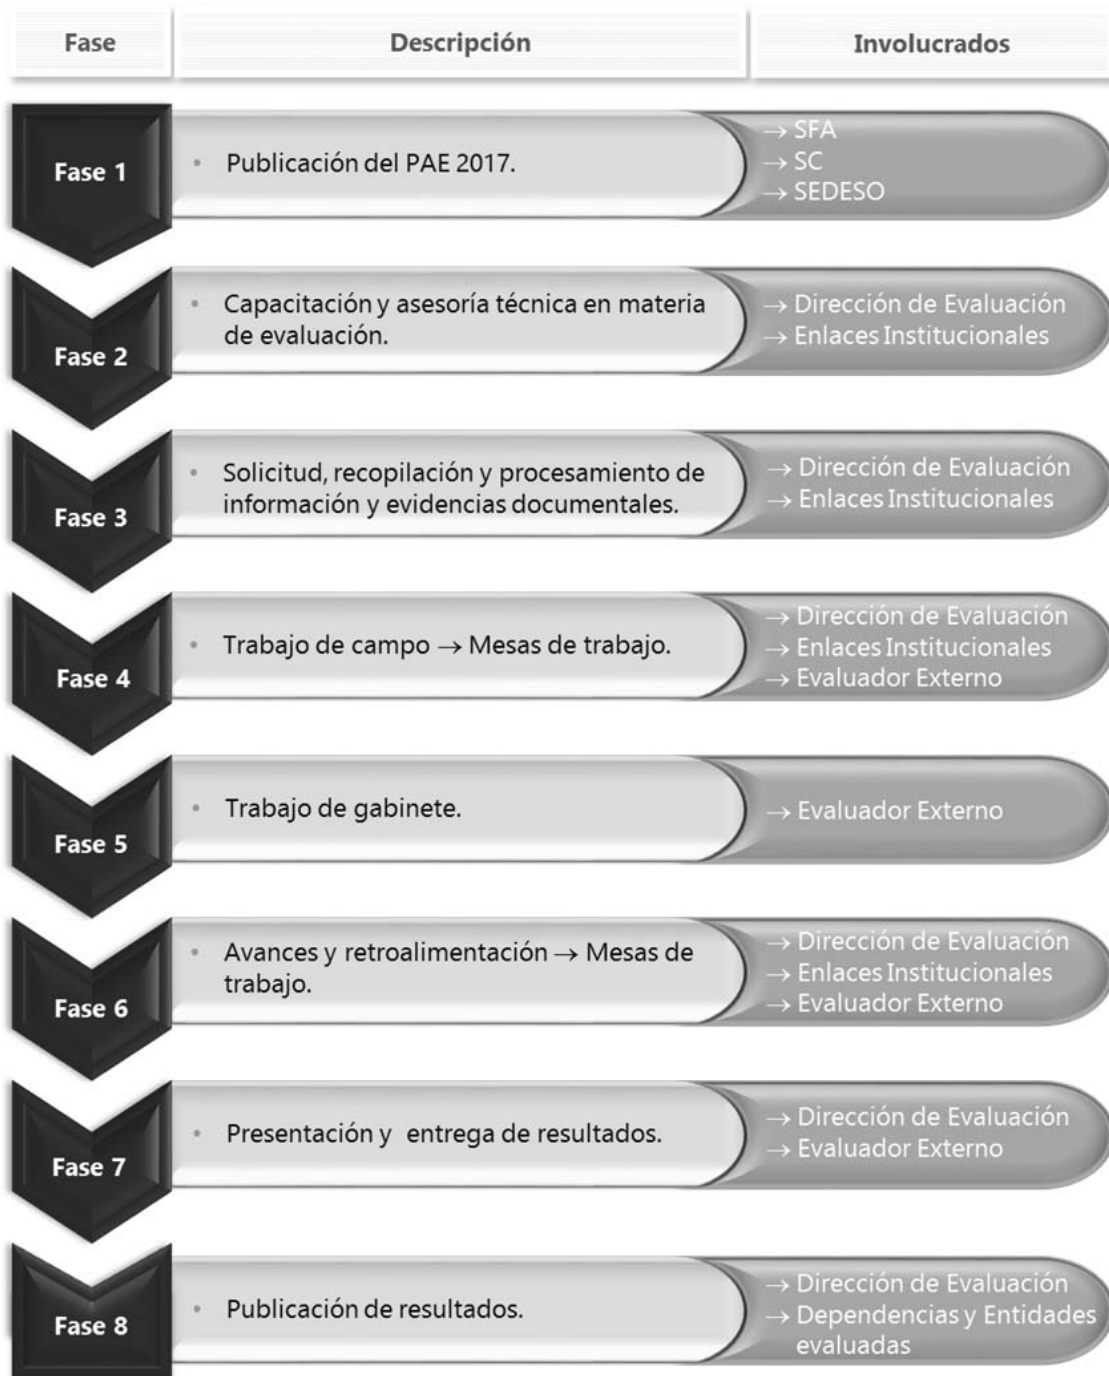 Fase Descripción Involucrados
Fase 1
• Publicación del PAE 2017.
→ SFA
→ SC
→ SEDESO
Fase 2
• Capacitación y asesoría técnica en materia
de evaluación.
→ Dirección de Evaluación
→ Enlaces Institucionales
Fase 3
• Solicitud, recopilación y procesamiento de
información y evidencias documentales.
→ Dirección de Evaluación
→ Enlaces Institucionales
Fase 4
• Trabajo de campo → Mesas de trabajo.
→ Dirección de Evaluación
→ Enlaces Institucionales
→ Evaluador Externo
Fase 5
• Trabajo de gabinete.
→ Evaluador Externo
Fase 6
• Avances y retroalimentación → Mesas de
trabajo.
→ Dirección de Evaluación
→ Enlaces Institucionales
→ Evaluador Externo
Fase 7
• Presentación y entrega de resultados.
→ Dirección de Evaluación
→ Evaluador Externo
Fase 8
• Publicación de resultados.
→ Dirección de Evaluación
→ Dependencias y Entidades
evaluadas